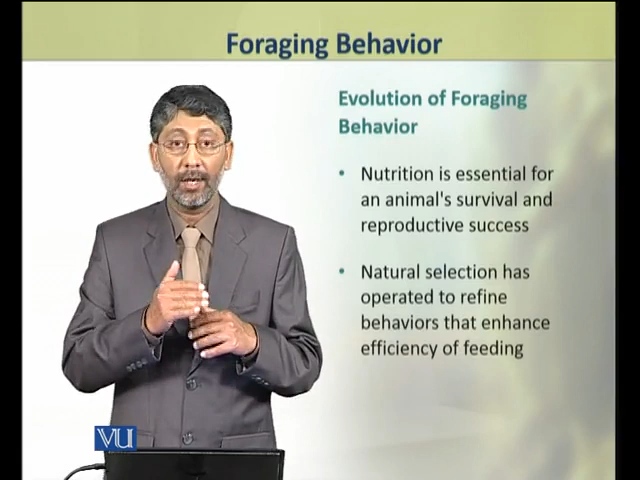 Foraging Behavior
Evolution of Foraging
Behavior
• Nutrition is essential for
an animal's survival and
reproductive success
• Natural selection has
operated to refine
behaviors that enhance
efficiency of feeding
VU